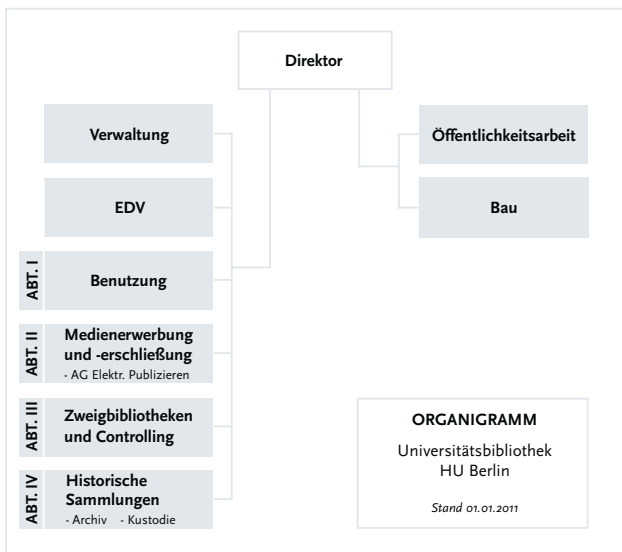 Direktor
Verwaltung
EDV
ABT. I
Benutzung
ABT. II
Medienerwerbung
und -erschließung
- AG Elektr. Publizieren
ABT. III
Zweigbibliotheken
und Controlling
ABT. IV
Historische
Sammlungen
- Archiv - Kustodie
Öffentlichkeitsarbeit
Bau
ORGANIGRAMM
Universitätsbibliothek
HU Berlin
Stand 01.01.2011